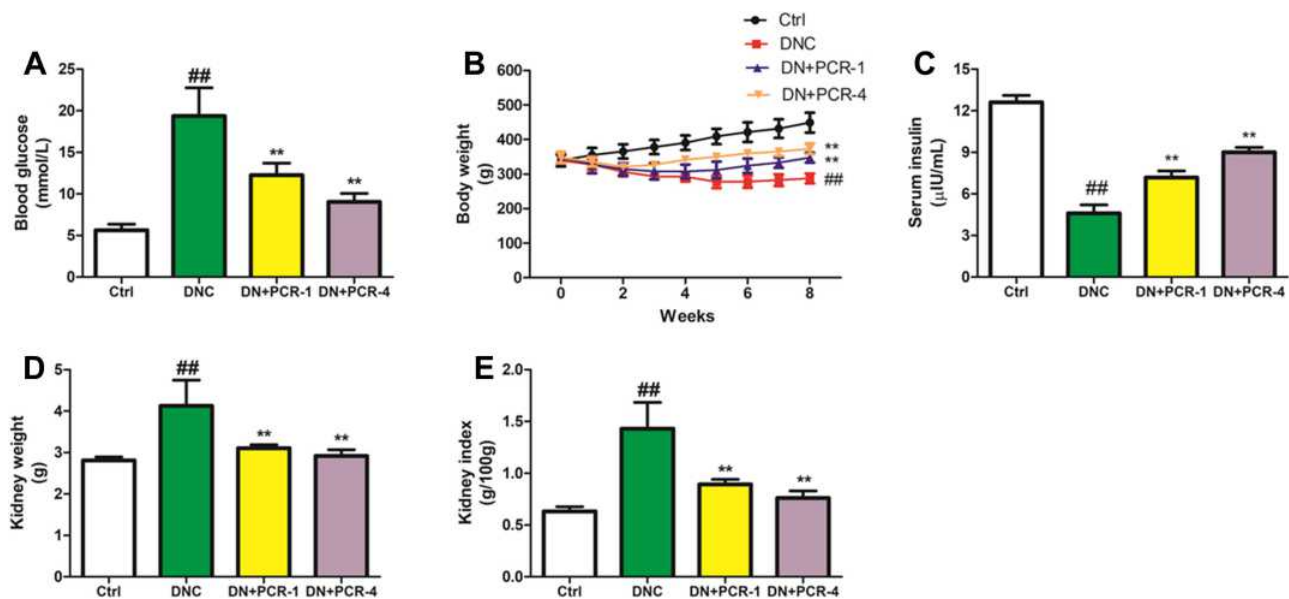 A
Blood glucose
(mmol/L)
25
20
15
10
5
0
##
**
**
Ctrl
DNC
DN+PCR-1
DN+PCR-4
B
Ctrl
DNC
DN+PCR-1
DN+PCR-4
Body weight
(g)
600
500
400
300
200
100
0
**
**
##
0
2
4
6
8
Weeks
C
Serum insulin
(μIU/mL)
15
12
9
6
3
0
##
**
**
Ctrl
DNC
DN+PCR-1
DN+PCR-4
D
Kidney weight
(g)
5
4
3
2
1
0
##
**
**
Ctrl
DNC
DN+PCR-1
DN+PCR-4
E
Kidney index
(g/100g)
2.0
1.5
1.0
0.5
0.0
##
**
**
Ctrl
DNC
DN+PCR-1
DN+PCR-4